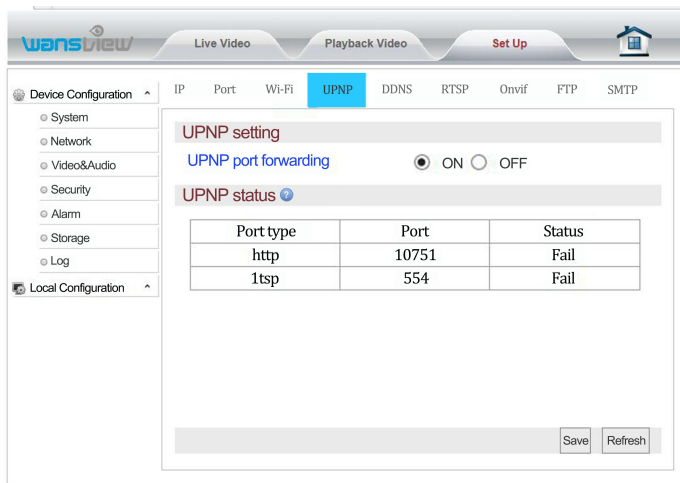 wansview
Live Video Playback Video Set Up
Device Configuration
System
Network
Video&Audio
Security
Alarm
Storage
Log
Local Configuration
IP Port Wi-Fi UPNP DDNS RTSP Onvif FTP SMTP
UPNP setting
UPNP port forwarding ON OFF
UPNP status ?
Port type Port Status
http 10751 Fail
1tsp 554 Fail
Save Refresh